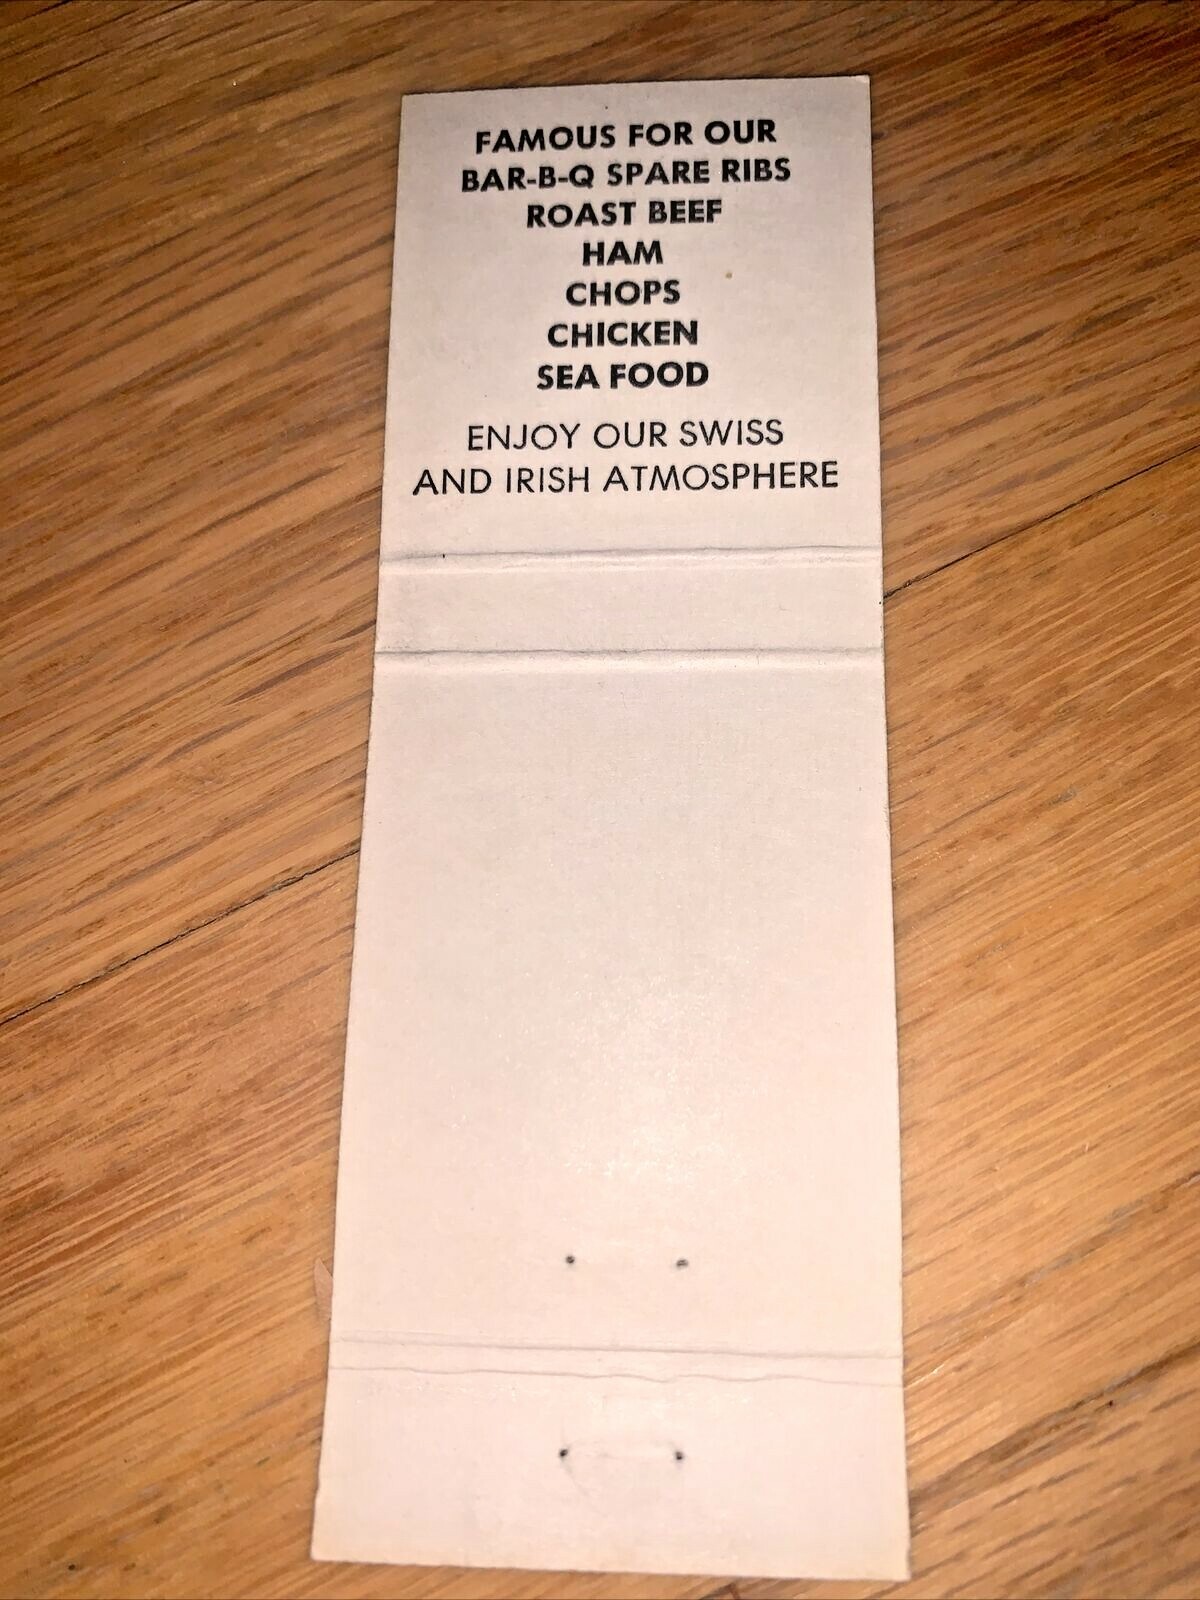 FAMOUS FOR OUR
BAR-B-Q SPARE RIBS
ROAST BEEF
HAM
CHOPS
CHICKEN
SEA FOOD
ENJOY OUR SWISS
AND IRISH ATMOSPHERE